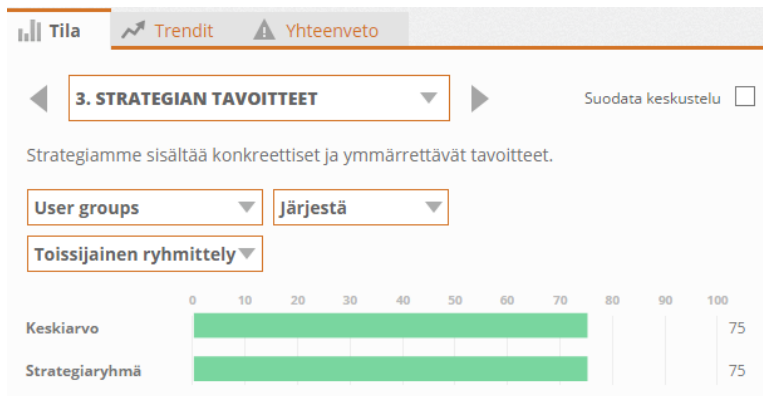 Tila Trendit Yhteenveto
3. STRATEGIAN TAVOITTEET Suodata keskustelu
Strategiamme sisältää konkreettiset ja ymmärrettävät tavoitteet.
User groups Järjestä
Toissijainen ryhmittely
0 10 20 30 40 50 60 70 80 90 100
Keskiarvo 75
Strategiaryhmä 75